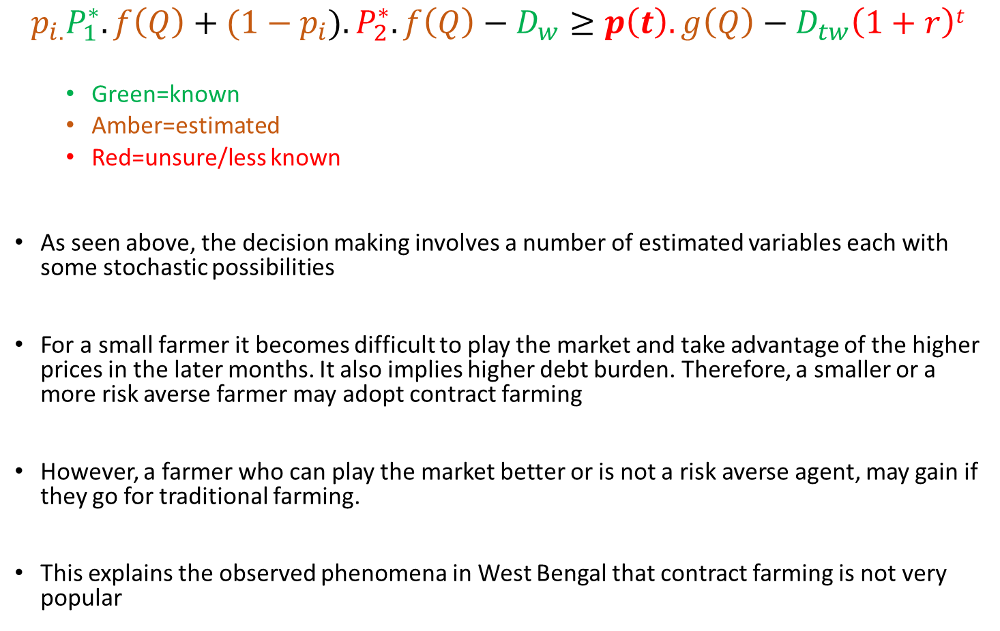 p_i. P_1^*. f(Q) + (1 − p_i). P_2^*. f(Q) − D_w ≥ p(t). g(Q) − D_tw(1 + r)^t
• Green=known
• Amber=estimated
• Red=unsure/less known
• As seen above, the decision making involves a number of estimated variables each with
some stochastic possibilities
• For a small farmer it becomes difficult to play the market and take advantage of the higher
prices in the later months. It also implies higher debt burden. Therefore, a smaller or a
more risk averse farmer may adopt contract farming
• However, a farmer who can play the market better or is not a risk averse agent, may gain if
they go for traditional farming.
• This explains the observed phenomena in West Bengal that contract farming is not very
popular